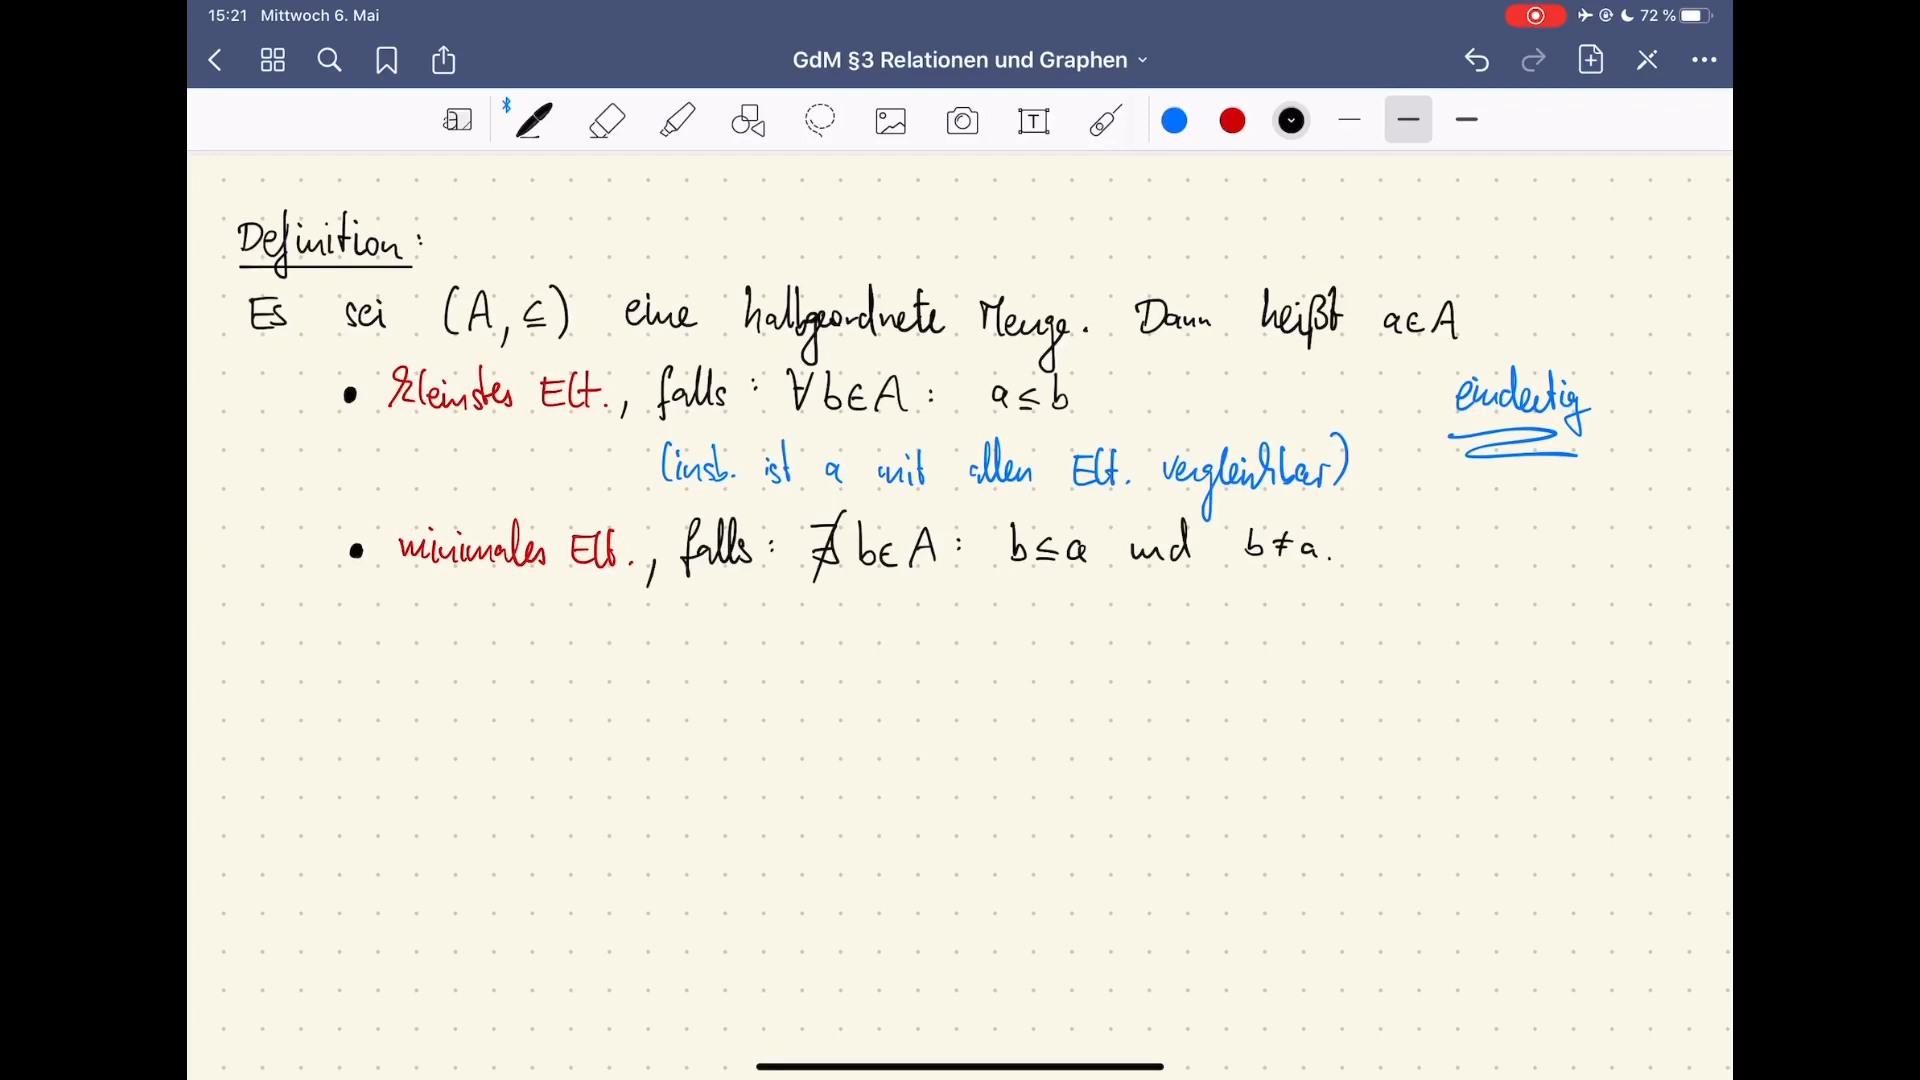 15:21 Mittwoch 6. Mai 72 %
GdM §3 Relationen und Graphen
Definition:
Es sei (A, ≤) eine halbgeordnete Menge. Dann heißt a∈A
• kleinstes Elt., falls: ∀b∈A: a≤b eindeutig
(insb. ist a mit allen Elt. vergleichbar)
• minimales Elt., falls: ∄ b∈A: b≤a und b≠a.